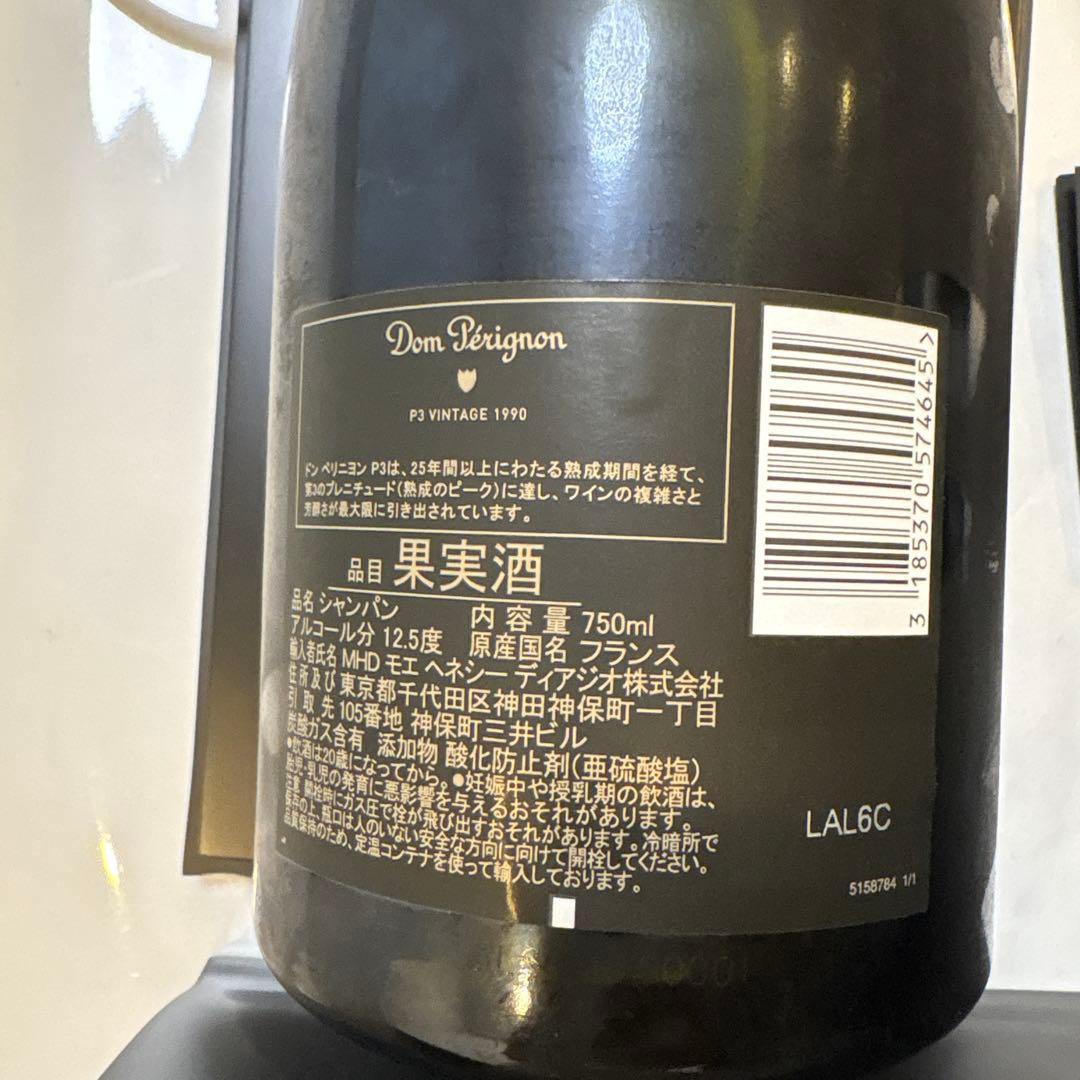 Dom Pérignon
P3 VINTAGE 1990
ドン ペリニヨン P3は、25年間以上にわたる熟成期間を経て、
第3のプレニチュード(熟成のピーク)に達し、ワインの複雑さと
芳醇さが最大限に引き出されています。
品目 果実酒
品名 シャンパン 内容量 750ml
アルコール分 12.5度 原産国名 フランス
輸入者氏名 MHD モエ ヘネシー ディアジオ株式会社
住所及び 東京都千代田区神田神保町一丁目
引取先 105番地 神保町三井ビル
炭酸ガス含有 添加物 酸化防止剤(亜硫酸塩)
●飲酒は20歳になってから。●妊娠中や授乳期の飲酒は、
胎児・乳児の発育に悪影響を与えるおそれがあります。
注意 開栓時にガス圧で栓が飛び出すおそれがあります。冷暗所で
保存の上、瓶口は人のいない安全な方向に向けて開栓してください。
品質保持のため、定温コンテナを使って輸入しております。
3 185370 574645 >
LAL6C
5158784 1/1